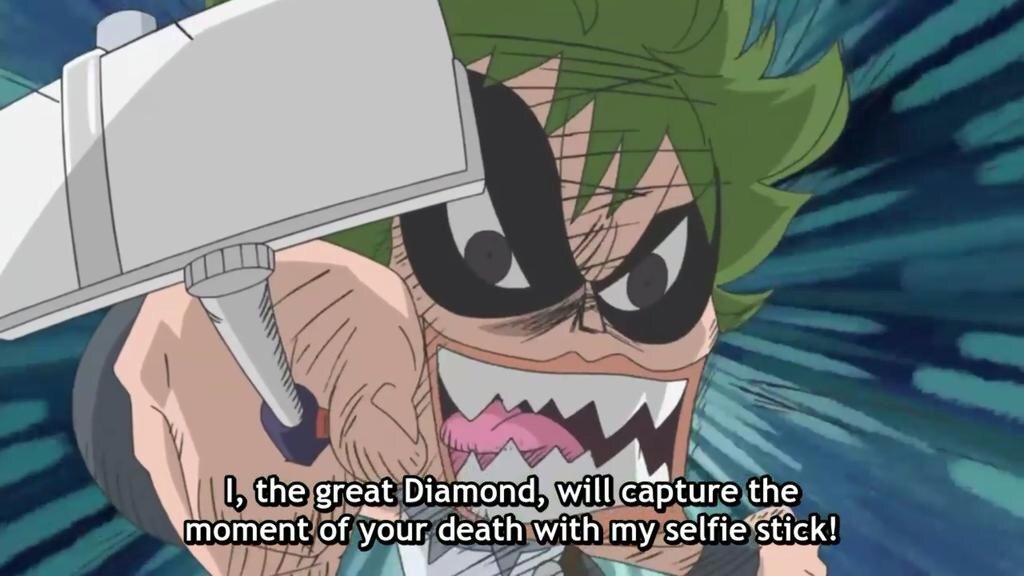 I, the great Diamond, will capture the
moment of your death with my selfie stick!